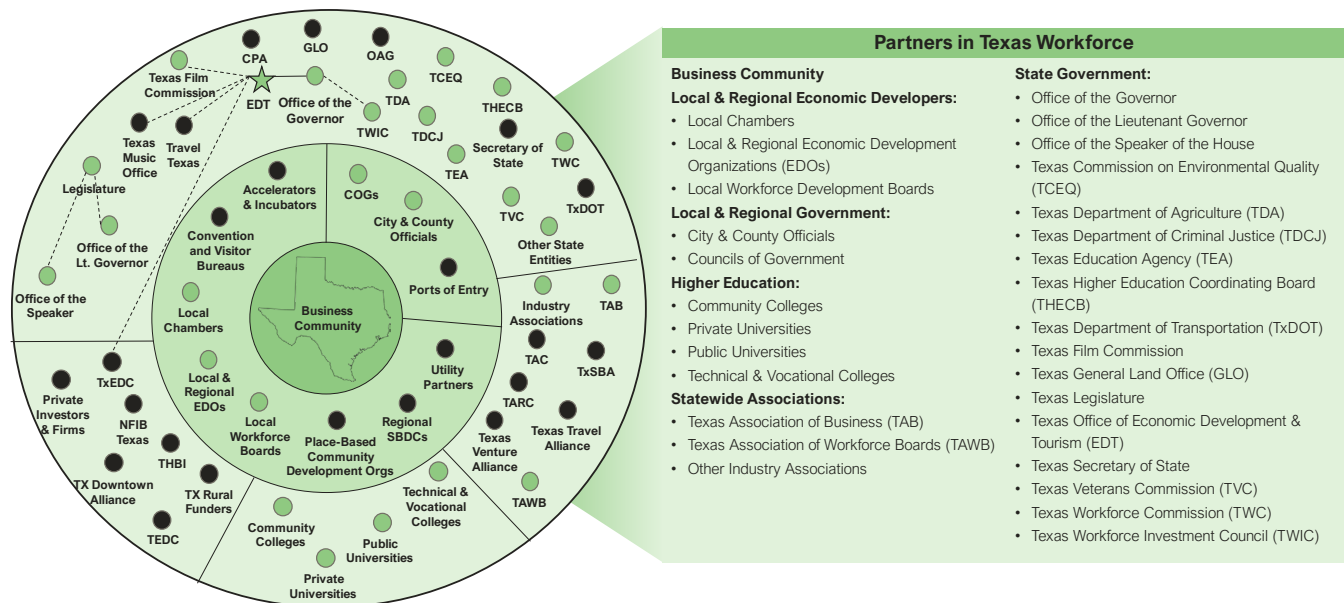 CPA
GLO
OAG
Texas Film
Commission
EDT
Office of the
Governor
TDA
TCEQ
THECB
TWIC
TDCJ
Secretary of
State
TWC
Texas
Music
Office
Travel
Texas
TEA
TxDOT
Legislature
TVC
Office of the
Lt. Governor
Other State
Entities
Office of the
Speaker
Accelerators
& Incubators
COGs
City & County
Officials
Convention
and Visitor
Bureaus
Ports of Entry
Local
Chambers
Business
Community
Utility
Partners
Local &
Regional
EDOs
Local
Workforce
Boards
Place-Based
Community
Development Orgs
Regional
SBDCs
Industry
Associations
TAB
TAC
TxSBA
TARC
Texas
Venture
Alliance
Texas Travel
Alliance
TAWB
TxEDC
Private
Investors
& Firms
NFIB
Texas
THBI
TX Downtown
Alliance
TX Rural
Funders
TEDC
Community
Colleges
Technical &
Vocational
Colleges
Public
Universities
Private
Universities
Partners in Texas Workforce
Business Community
Local & Regional Economic Developers:
• Local Chambers
• Local & Regional Economic Development
Organizations (EDOs)
• Local Workforce Development Boards
Local & Regional Government:
• City & County Officials
• Councils of Government
Higher Education:
• Community Colleges
• Private Universities
• Public Universities
• Technical & Vocational Colleges
Statewide Associations:
• Texas Association of Business (TAB)
• Texas Association of Workforce Boards (TAWB)
• Other Industry Associations
State Government:
• Office of the Governor
• Office of the Lieutenant Governor
• Office of the Speaker of the House
• Texas Commission on Environmental Quality
(TCEQ)
• Texas Department of Agriculture (TDA)
• Texas Department of Criminal Justice (TDCJ)
• Texas Education Agency (TEA)
• Texas Higher Education Coordinating Board
(THECB)
• Texas Department of Transportation (TxDOT)
• Texas Film Commission
• Texas General Land Office (GLO)
• Texas Legislature
• Texas Office of Economic Development &
Tourism (EDT)
• Texas Secretary of State
• Texas Veterans Commission (TVC)
• Texas Workforce Commission (TWC)
• Texas Workforce Investment Council (TWIC)